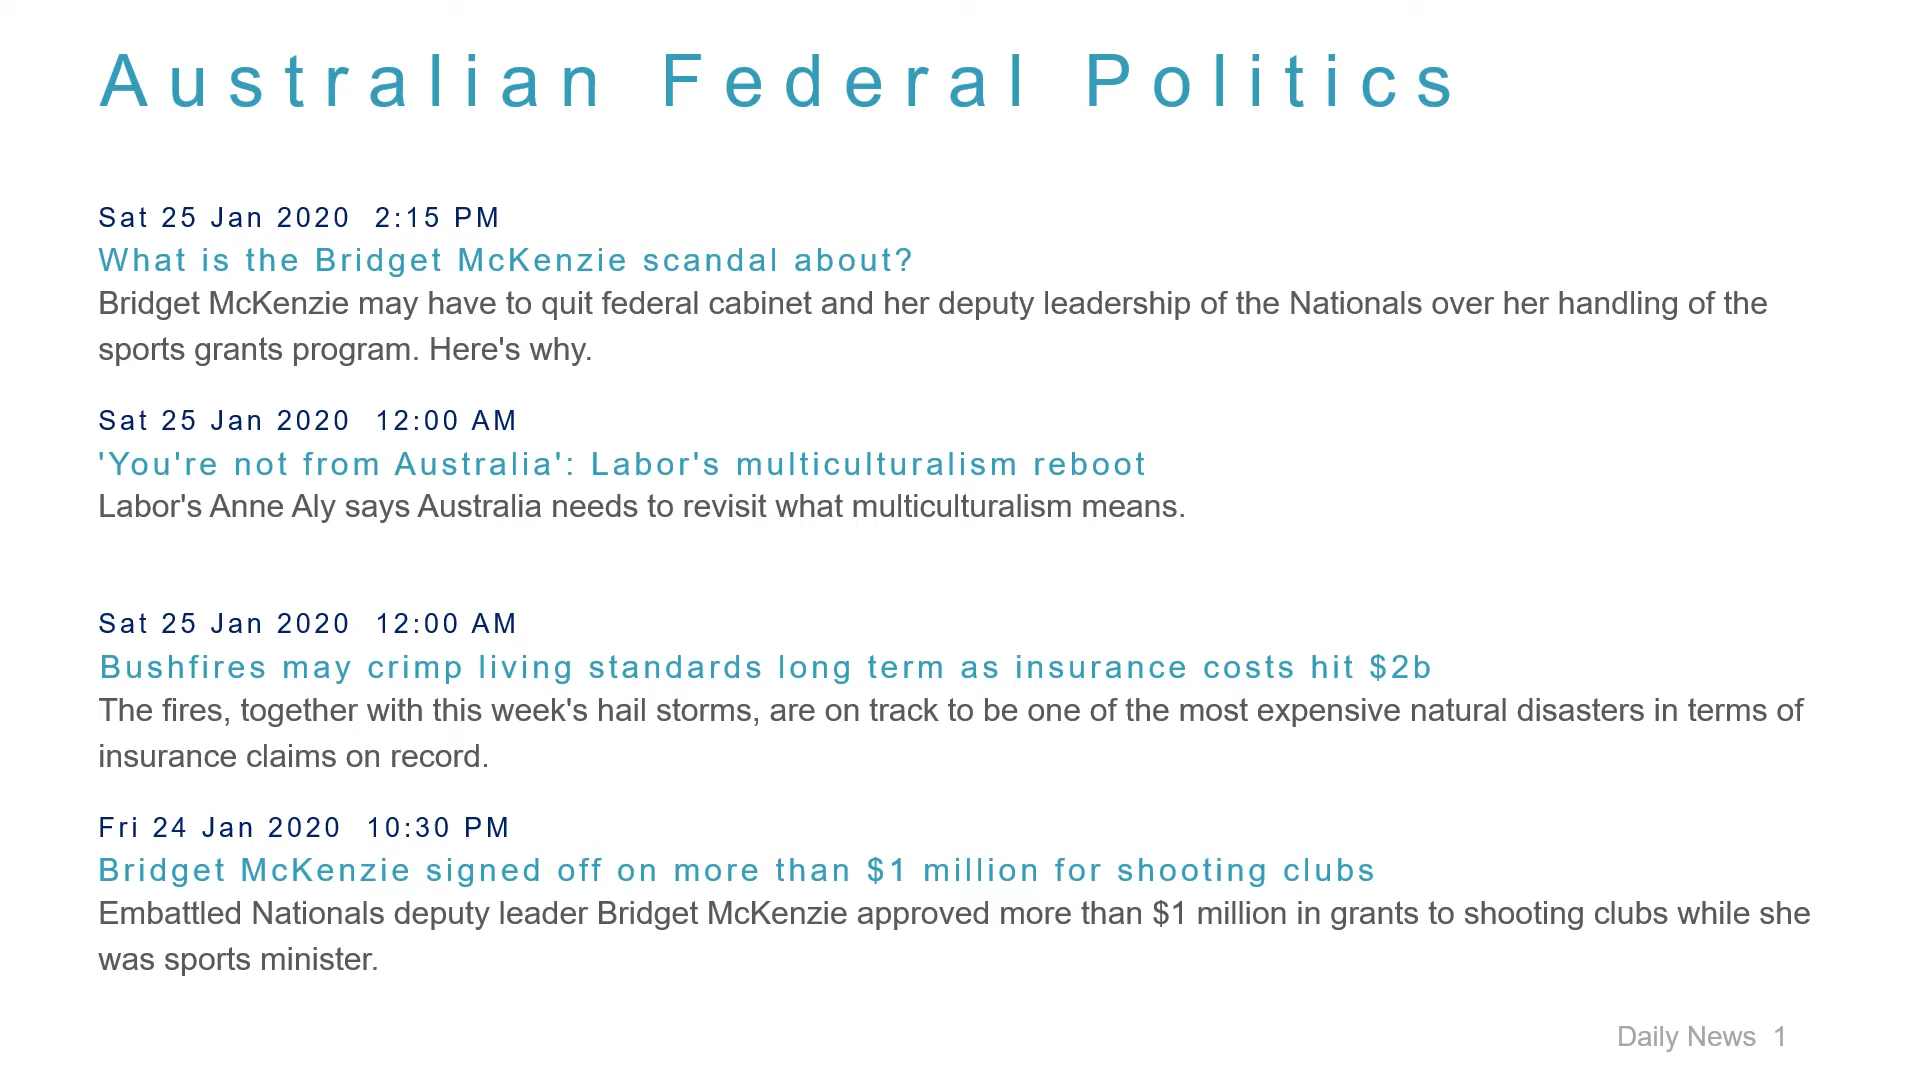 Australian Federal Politics
Sat 25 Jan 2020  2:15 PM
What is the Bridget McKenzie scandal about?
Bridget McKenzie may have to quit federal cabinet and her deputy leadership of the Nationals over her handling of the
sports grants program. Here's why.
Sat 25 Jan 2020  12:00 AM
'You're not from Australia': Labor's multiculturalism reboot
Labor's Anne Aly says Australia needs to revisit what multiculturalism means.
Sat 25 Jan 2020  12:00 AM
Bushfires may crimp living standards long term as insurance costs hit $2b
The fires, together with this week's hail storms, are on track to be one of the most expensive natural disasters in terms of
insurance claims on record.
Fri 24 Jan 2020  10:30 PM
Bridget McKenzie signed off on more than $1 million for shooting clubs
Embattled Nationals deputy leader Bridget McKenzie approved more than $1 million in grants to shooting clubs while she
was sports minister.
Daily News  1